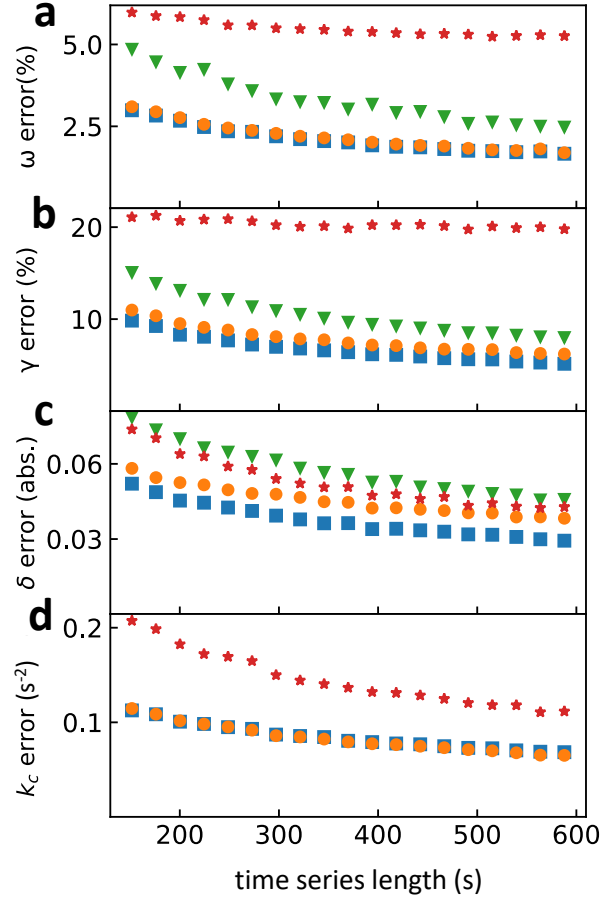 a
5.0
2.5
ω error(%)
b
20
10
γ error (%)
c
0.06
0.03
δ error (abs.)
d
0.2
0.1
k_c error (s⁻²)
200 300 400 500 600
time series length (s)